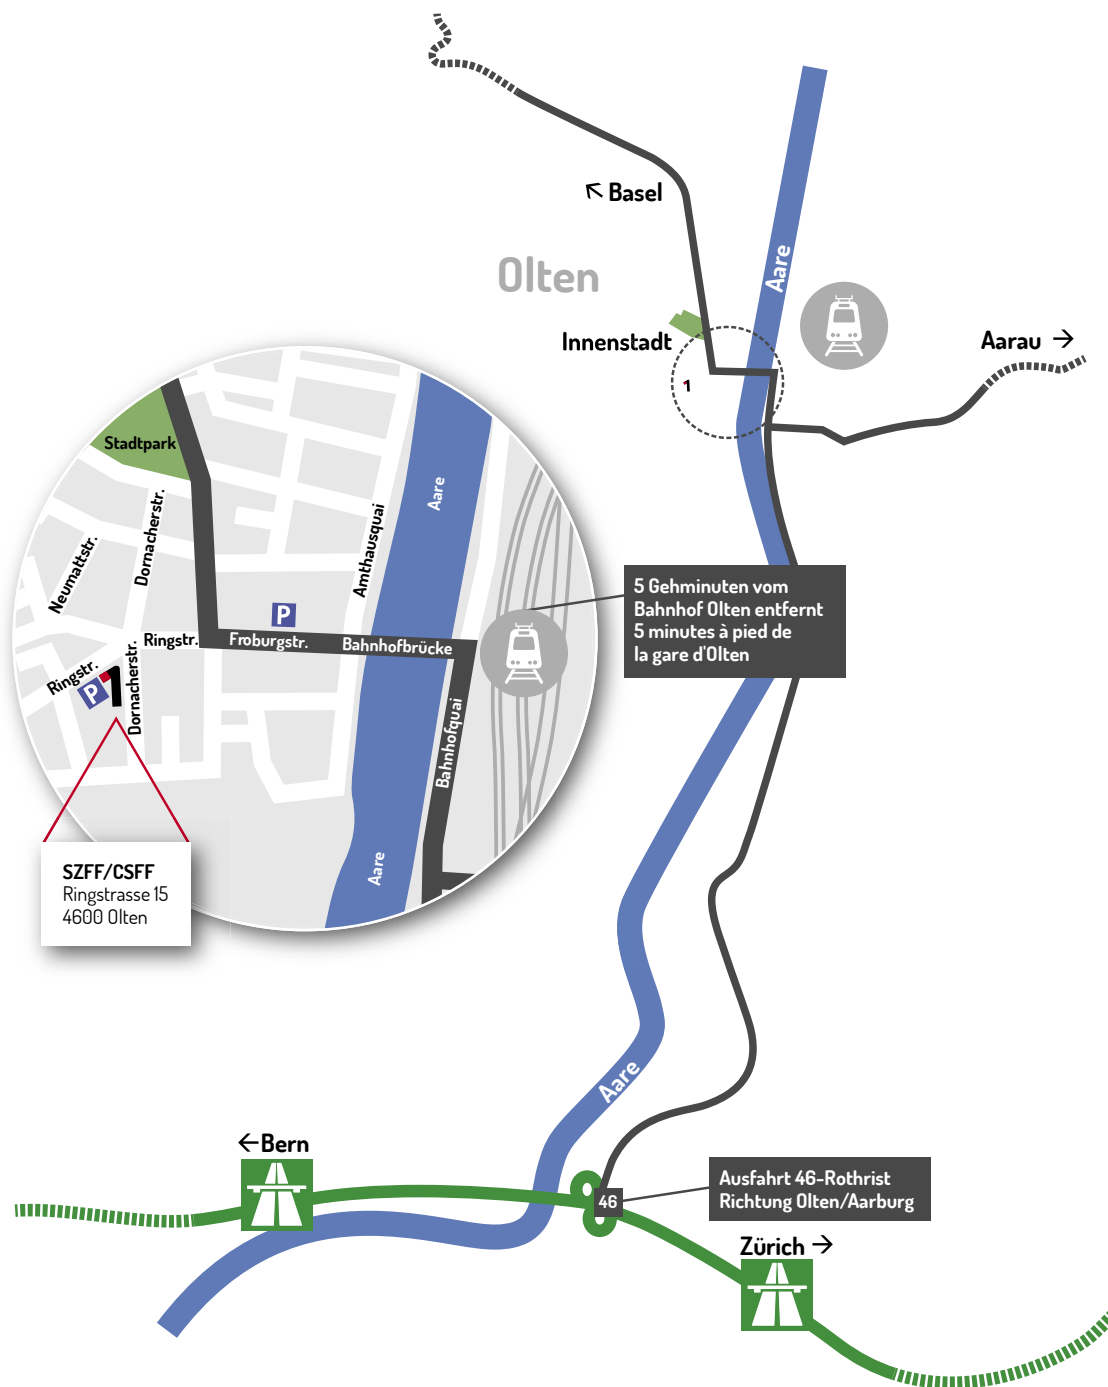 Basel
Olten
Aare
Innenstadt
Aarau
1
Stadtpark
Aare
Dornacherstr.
Neumattstr.
Amthausquai
P
Ringstr.
Froburgstr.
Bahnhofbrücke
Ringstr.
P
1
Dornacherstr.
Bahnhofquai
Aare
5 Gehminuten vom
Bahnhof Olten entfernt
5 minutes à pied de
la gare d'Olten
SZFF/CSFF
Ringstrasse 15
4600 Olten
Aare
Bern
46
Ausfahrt 46-Rothrist
Richtung Olten/Aarburg
Zürich